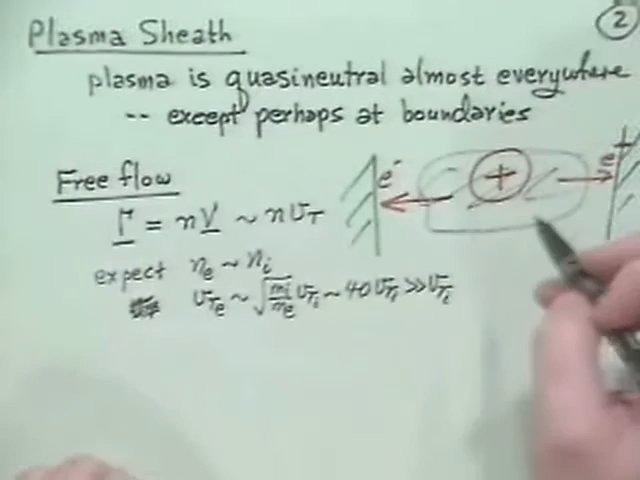 2
Plasma Sheath
plasma is quasineutral almost everywhere
-- except perhaps at boundaries
Free flow
Γ = nV ~ nv_T
e⁻
+
e⁻
expect n_e ~ n_i
v_Te ~ √(m_i/m_e) v_Ti ~ 40 v_Ti >> v_Ti